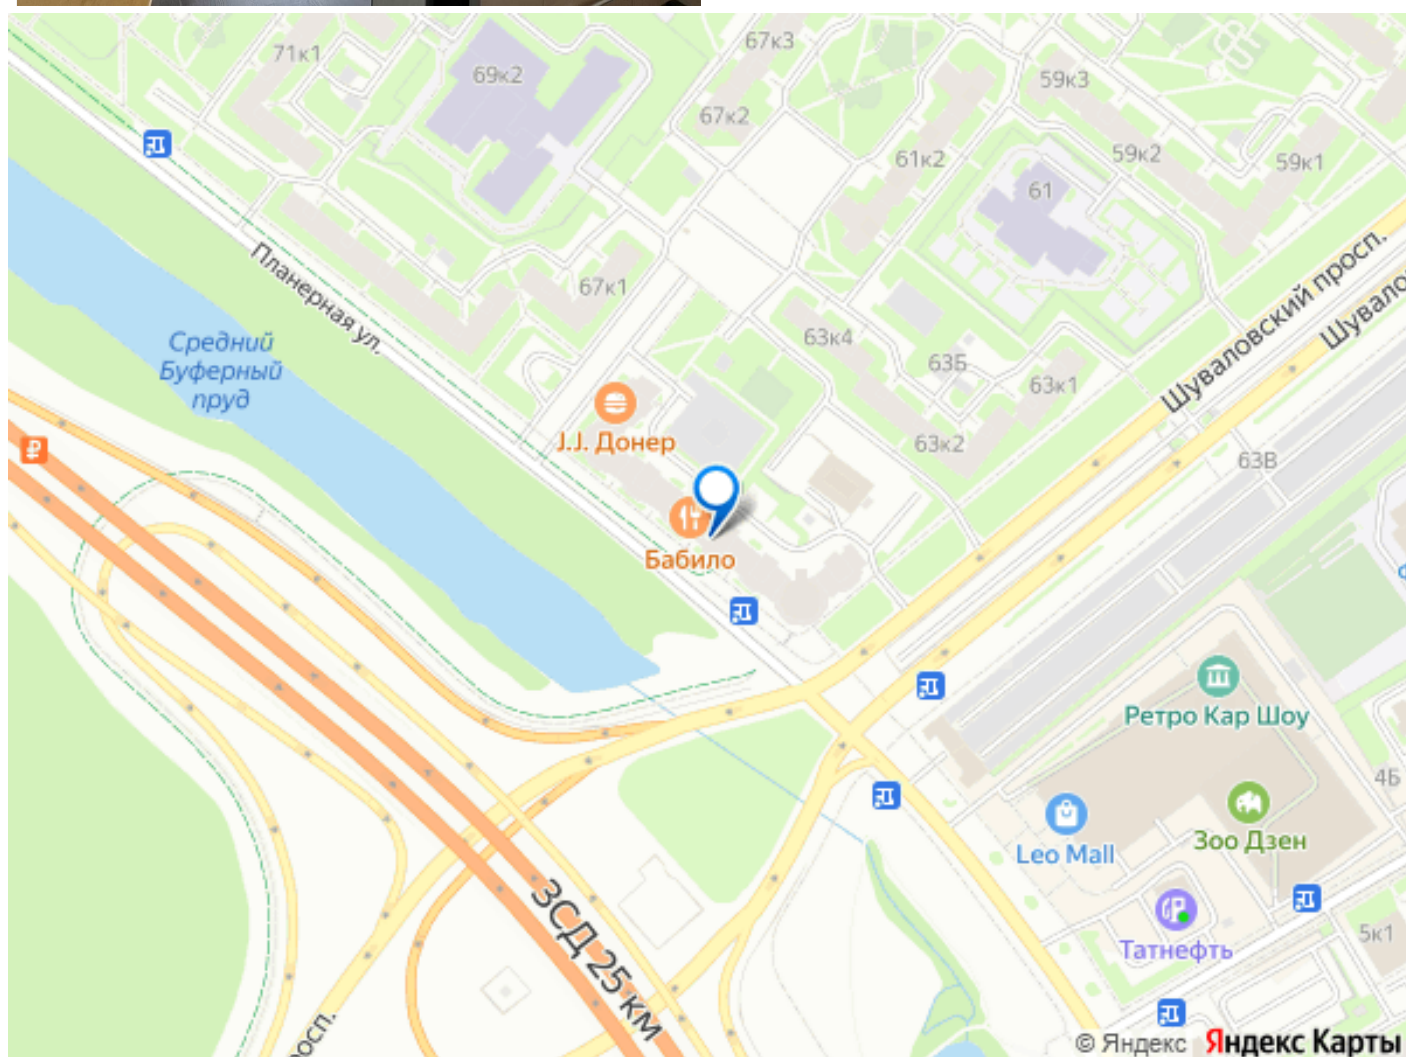 71к1
69к2
67к3
67к2
59к3
59к2
59к1
61к2
61
Планерная ул.
67к1
Средний
Буферный
пруд
63к4
63Б
63к1
63к2
Шуваловский просп.
Шувало
63В
J.J. Донер
Бабило
Ретро Кар Шоу
4Б
Leo Mall
Зоо Дзен
Татнефть
5к1
ЗСД 25 км
осп.
© Яндекс Яндекс Карты